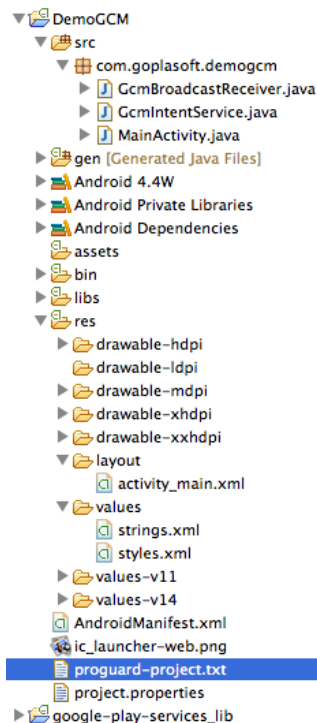 DemoGCM
src
com.goplasoft.demogcm
GcmBroadcastReceiver.java
GcmIntentService.java
MainActivity.java
gen [Generated Java Files]
Android 4.4W
Android Private Libraries
Android Dependencies
assets
bin
libs
res
drawable-hdpi
drawable-ldpi
drawable-mdpi
drawable-xhdpi
drawable-xxhdpi
layout
activity_main.xml
values
strings.xml
styles.xml
values-v11
values-v14
AndroidManifest.xml
ic_launcher-web.png
proguard-project.txt
project.properties
google-play-services_lib